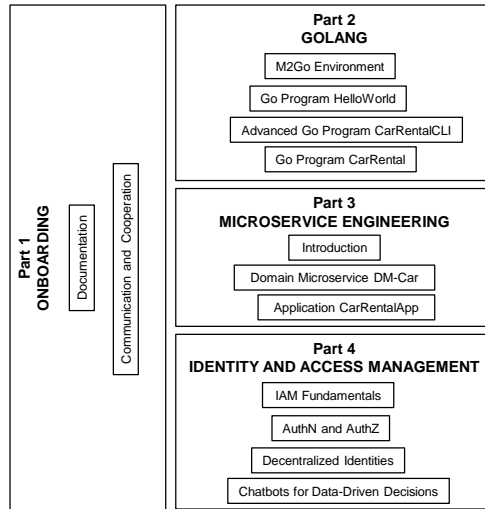 Part 1
ONBOARDING
Documentation
Communication and Cooperation
Part 2
GOLANG
M2Go Environment
Go Program HelloWorld
Advanced Go Program CarRentalCLI
Go Program CarRental
Part 3
MICROSERVICE ENGINEERING
Introduction
Domain Microservice DM-Car
Application CarRentalApp
Part 4
IDENTITY AND ACCESS MANAGEMENT
IAM Fundamentals
AuthN and AuthZ
Decentralized Identities
Chatbots for Data-Driven Decisions